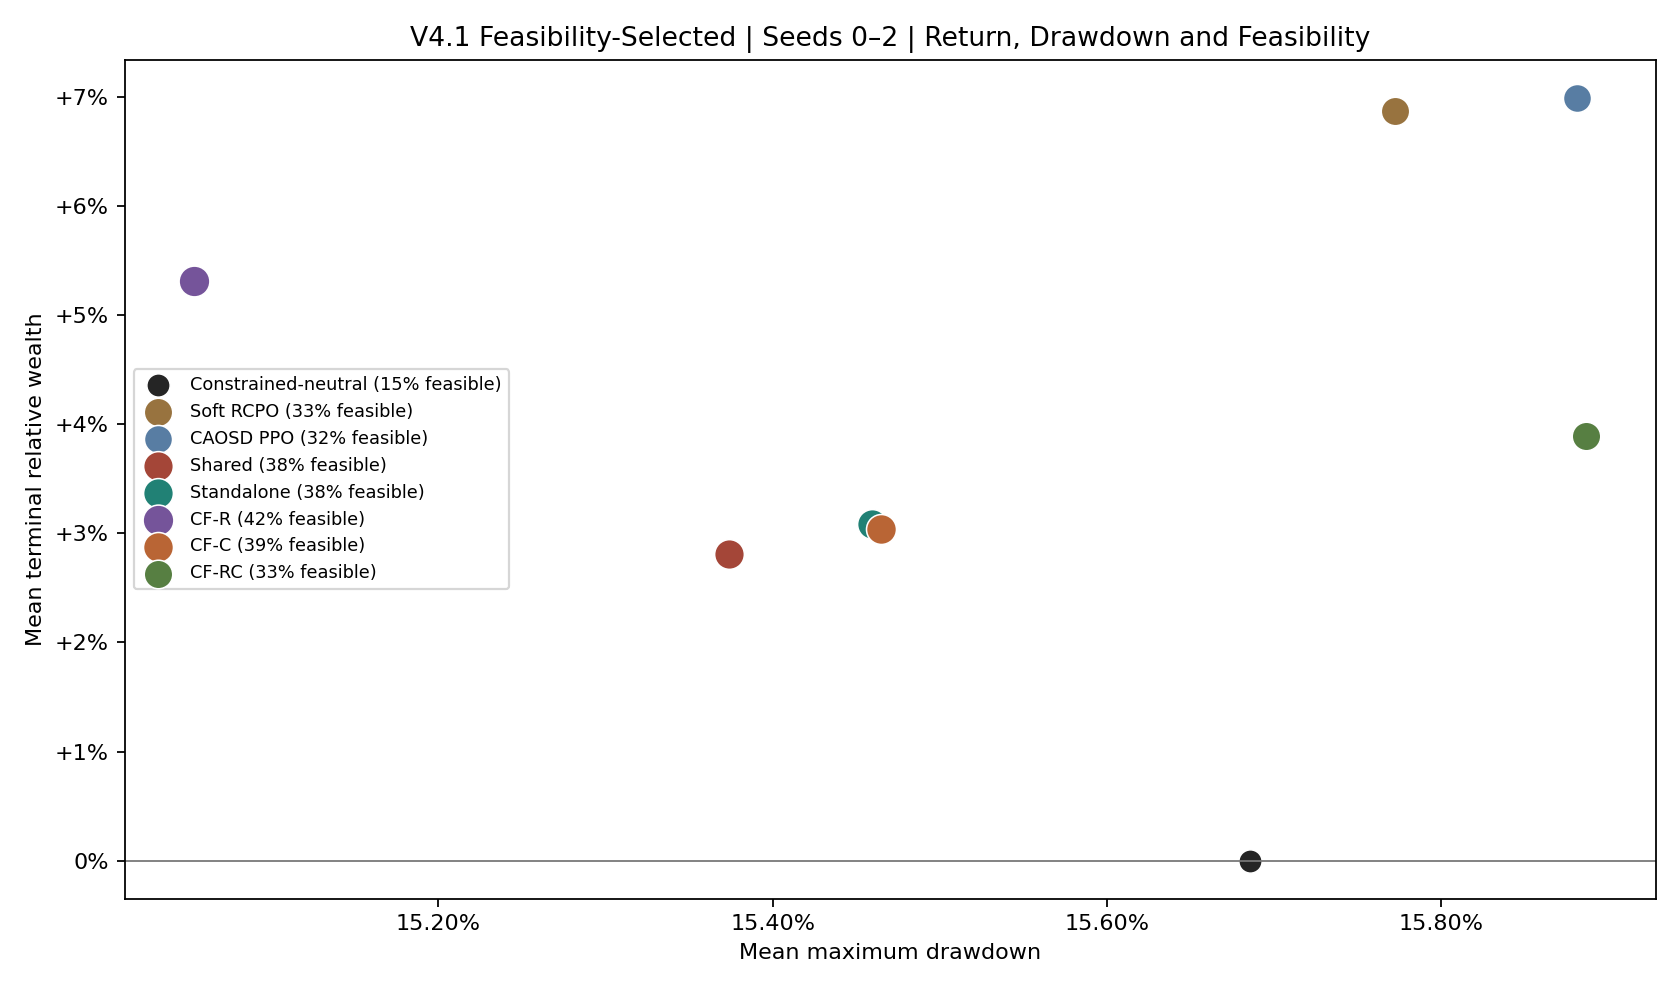 V4.1 Feasibility-Selected | Seeds 0–2 | Return, Drawdown and Feasibility
Mean terminal relative wealth
+7%
+6%
+5%
+4%
+3%
+2%
+1%
0%
Constrained-neutral (15% feasible)
Soft RCPO (33% feasible)
CAOSD PPO (32% feasible)
Shared (38% feasible)
Standalone (38% feasible)
CF-R (42% feasible)
CF-C (39% feasible)
CF-RC (33% feasible)
15.20%
15.40%
15.60%
15.80%
Mean maximum drawdown